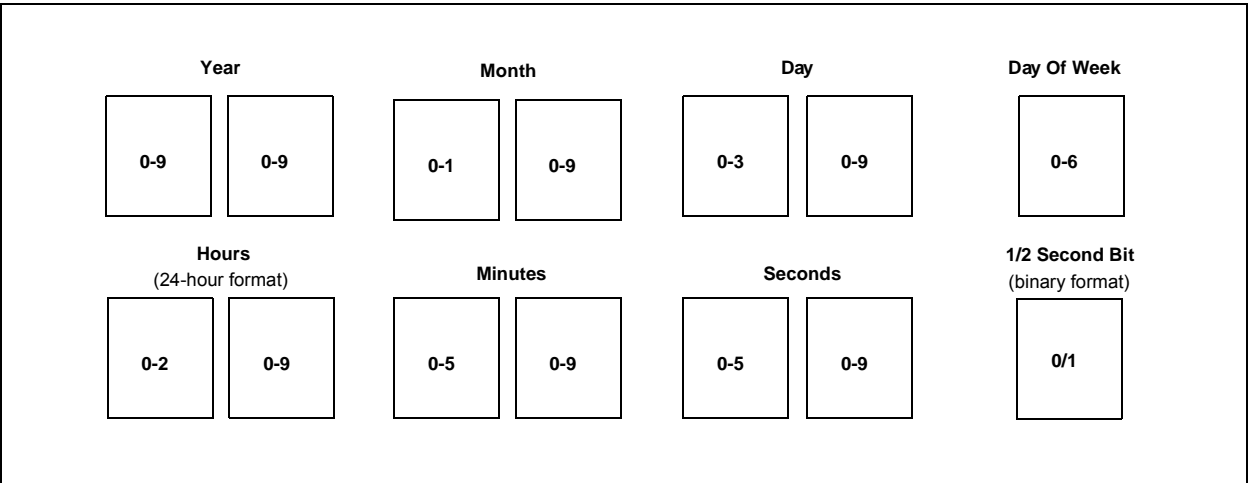 Year
Month
Day
Day Of Week
0-9
0-9
0-1
0-9
0-3
0-9
0-6
Hours
(24-hour format)
Minutes
Seconds
1/2 Second Bit
(binary format)
0-2
0-9
0-5
0-9
0-5
0-9
0/1